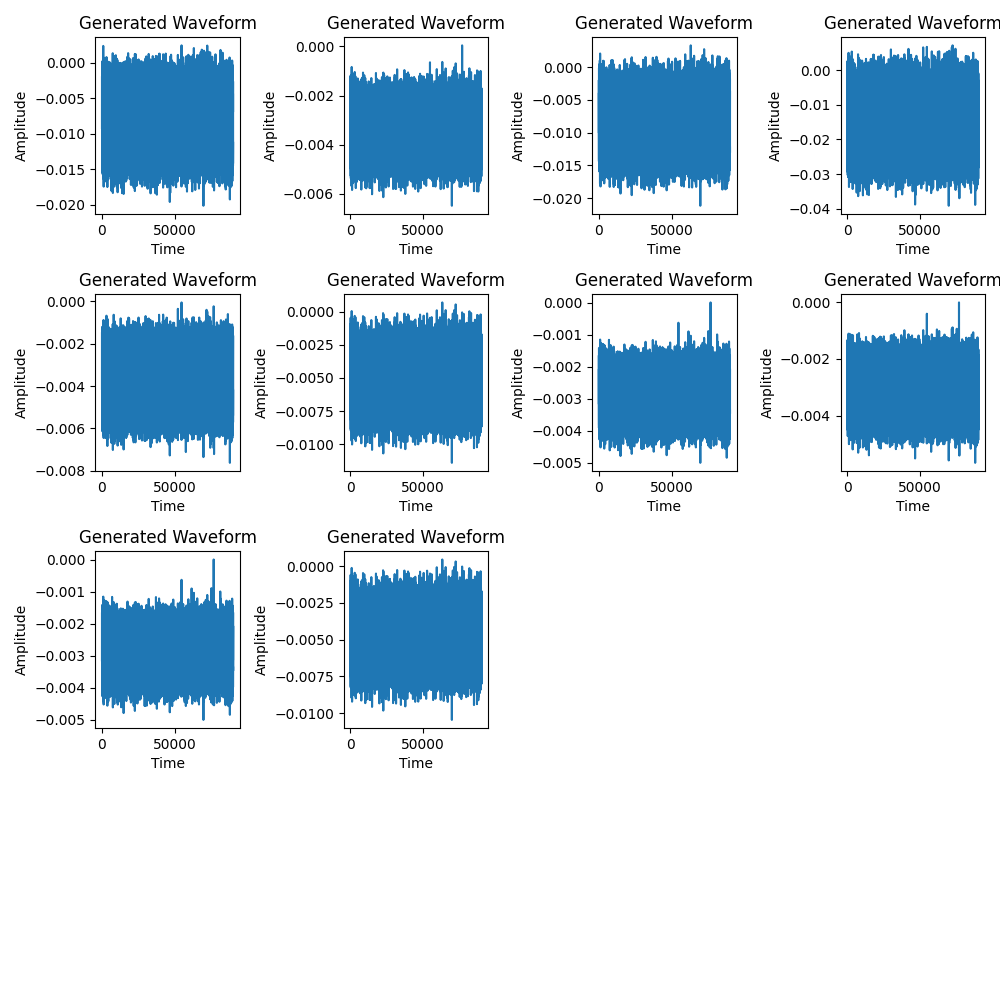 Generated Waveform Generated Waveform Generated Waveform Generated Waveform
Amplitude 0.000 −0.005 −0.010 −0.015 −0.020 0 50000 Time
Amplitude 0.000 −0.002 −0.004 −0.006 0 50000 Time
Amplitude 0.000 −0.005 −0.010 −0.015 −0.020 0 50000 Time
Amplitude 0.00 −0.01 −0.02 −0.03 −0.04 0 50000 Time
Generated Waveform Generated Waveform Generated Waveform Generated Waveform
Amplitude 0.000 −0.002 −0.004 −0.006 −0.008 0 50000 Time
Amplitude 0.0000 −0.0025 −0.0050 −0.0075 −0.0100 0 50000 Time
Amplitude 0.000 −0.001 −0.002 −0.003 −0.004 −0.005 0 50000 Time
Amplitude 0.000 −0.002 −0.004 0 50000 Time
Generated Waveform Generated Waveform
Amplitude 0.000 −0.001 −0.002 −0.003 −0.004 −0.005 0 50000 Time
Amplitude 0.0000 −0.0025 −0.0050 −0.0075 −0.0100 0 50000 Time